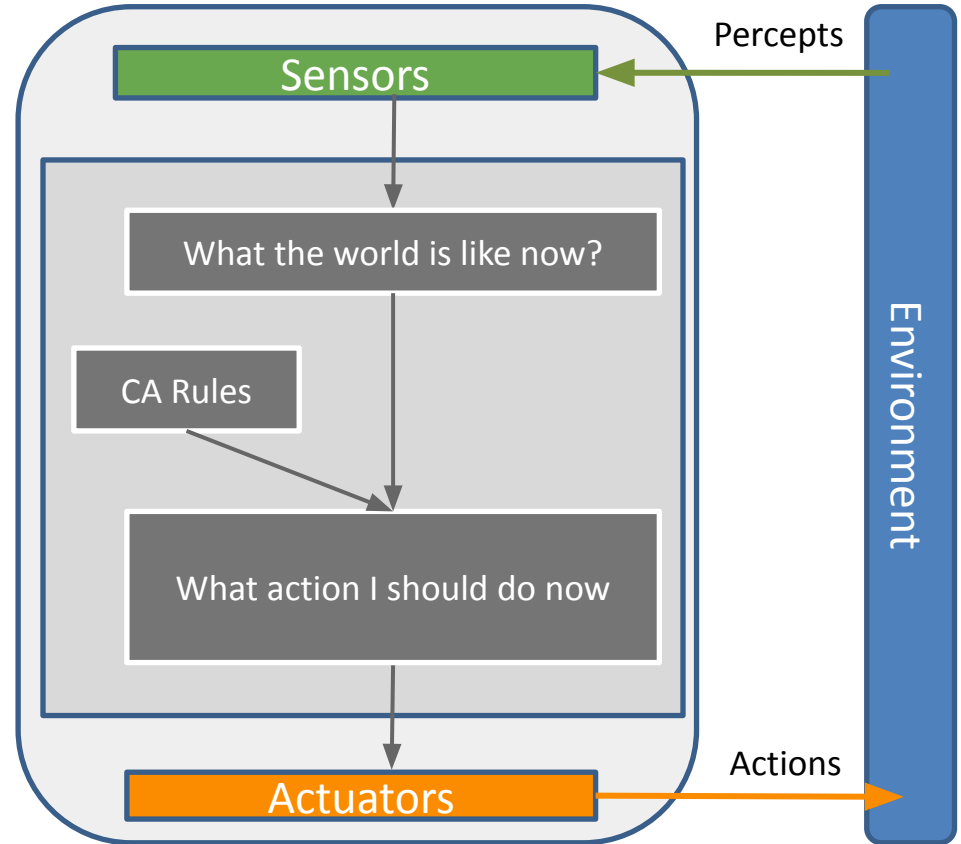 Percepts
Sensors
What the world is like now?
CA Rules
What action I should do now
Environment
Actions
Actuators